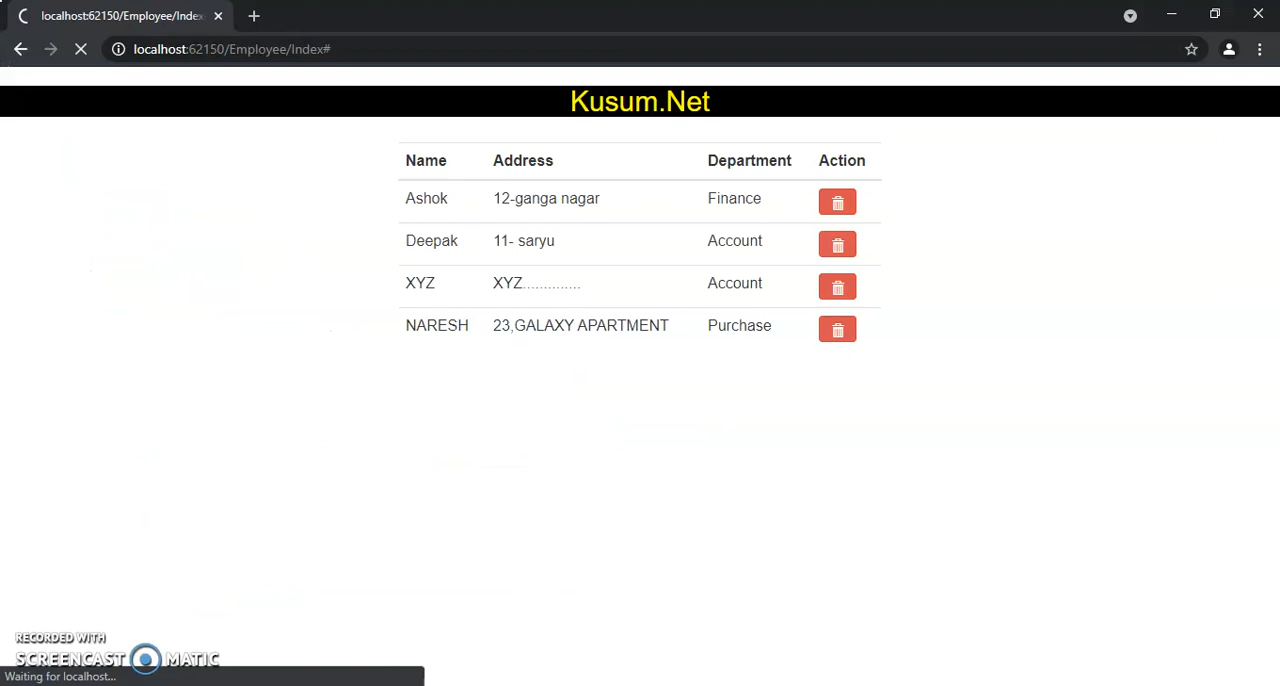 localhost:62150/Employee/Index
localhost:62150/Employee/Index#
Kusum.Net
Name Address Department Action
Ashok 12-ganga nagar Finance
Deepak 11- saryu Account
XYZ XYZ.............. Account
NARESH 23,GALAXY APARTMENT Purchase
RECORDED WITH
SCREENCAST MATIC
Waiting for localhost...